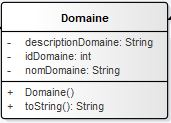 Domaine
- descriptionDomaine: String
- idDomaine: int
- nomDomaine: String
+ Domaine()
+ toString(): String